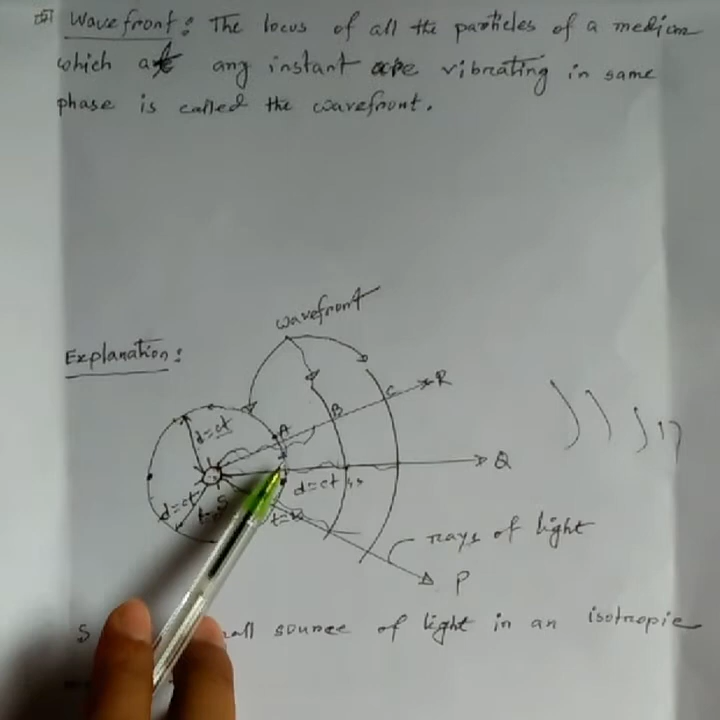 Wavefront: The locus of all the particles of a medium
which at any instant are vibrating in same
phase is called the wavefront.
wavefront
Explanation:
R
C
B
A
d=ct
Q
d=ct
d=ct
S
rays of light
P
S
source of light in an isotropic